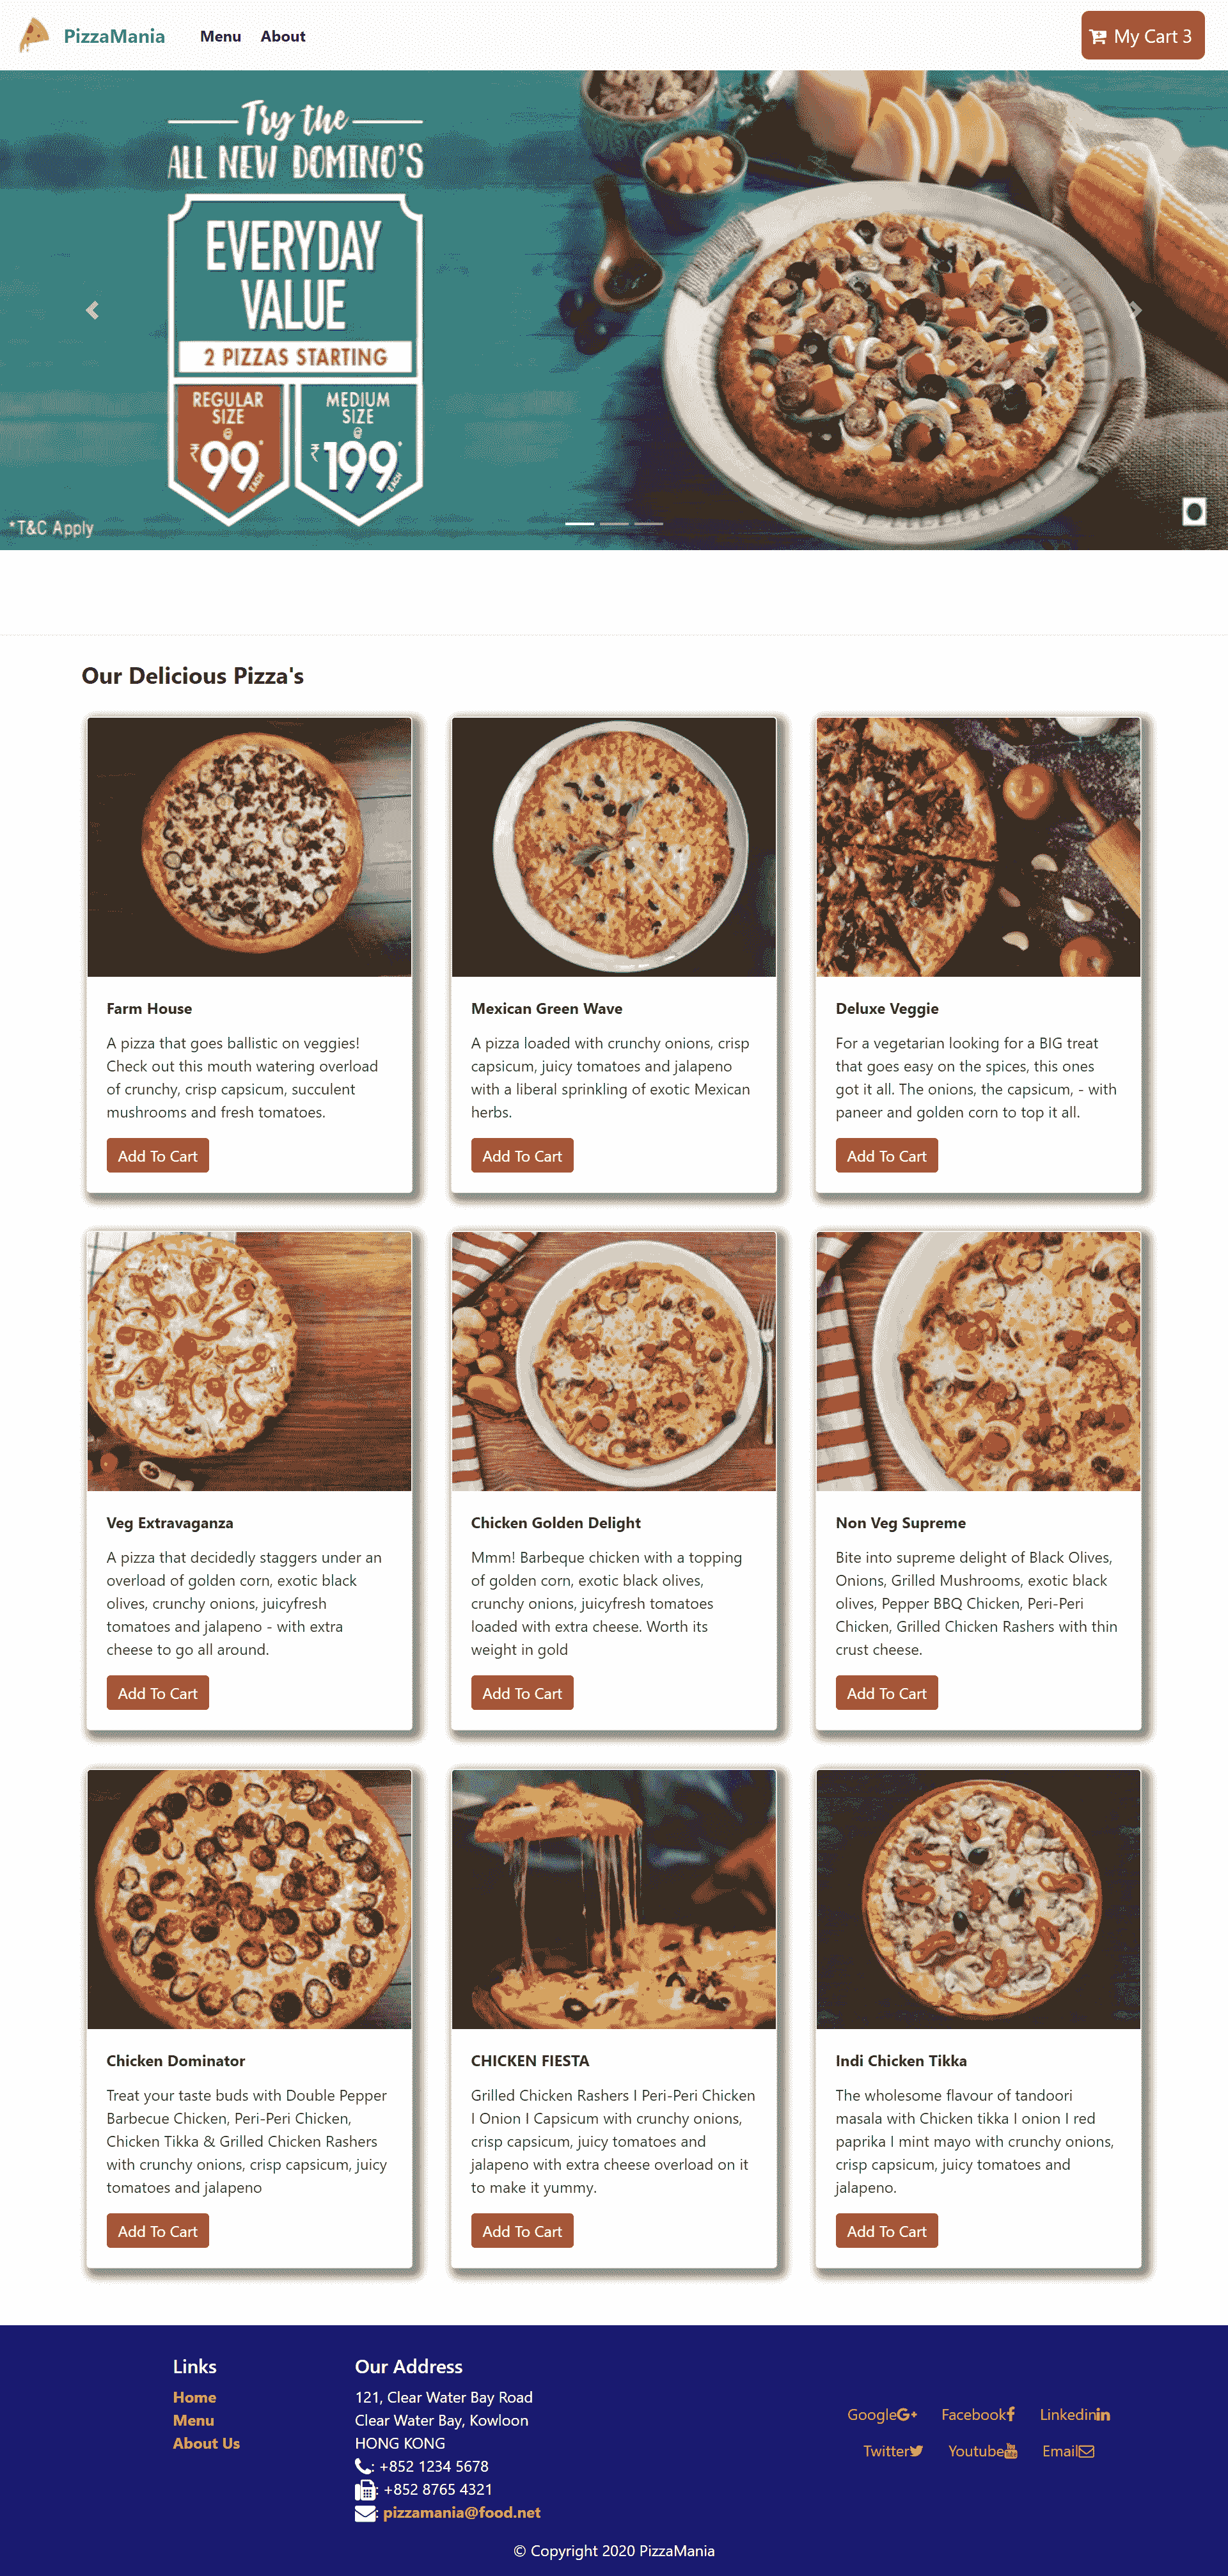 PizzaMania Menu About My Cart 3
Try the
ALL NEW DOMINO'S
EVERYDAY
VALUE
2 PIZZAS STARTING
REGULAR
SIZE
@
₹99*
EACH
MEDIUM
SIZE
@
₹199*
EACH
*T&C Apply
Our Delicious Pizza's
Farm House
A pizza that goes ballistic on veggies!
Check out this mouth watering overload
of crunchy, crisp capsicum, succulent
mushrooms and fresh tomatoes.
Add To Cart
Mexican Green Wave
A pizza loaded with crunchy onions, crisp
capsicum, juicy tomatoes and jalapeno
with a liberal sprinkling of exotic Mexican
herbs.
Add To Cart
Deluxe Veggie
For a vegetarian looking for a BIG treat
that goes easy on the spices, this ones
got it all. The onions, the capsicum, - with
paneer and golden corn to top it all.
Add To Cart
Veg Extravaganza
A pizza that decidedly staggers under an
overload of golden corn, exotic black
olives, crunchy onions, juicyfresh
tomatoes and jalapeno - with extra
cheese to go all around.
Add To Cart
Chicken Golden Delight
Mmm! Barbeque chicken with a topping
of golden corn, exotic black olives,
crunchy onions, juicyfresh tomatoes
loaded with extra cheese. Worth its
weight in gold
Add To Cart
Non Veg Supreme
Bite into supreme delight of Black Olives,
Onions, Grilled Mushrooms, exotic black
olives, Pepper BBQ Chicken, Peri-Peri
Chicken, Grilled Chicken Rashers with thin
crust cheese.
Add To Cart
Chicken Dominator
Treat your taste buds with Double Pepper
Barbecue Chicken, Peri-Peri Chicken,
Chicken Tikka & Grilled Chicken Rashers
with crunchy onions, crisp capsicum, juicy
tomatoes and jalapeno
Add To Cart
CHICKEN FIESTA
Grilled Chicken Rashers I Peri-Peri Chicken
I Onion I Capsicum with crunchy onions,
crisp capsicum, juicy tomatoes and
jalapeno with extra cheese overload on it
to make it yummy.
Add To Cart
Indi Chicken Tikka
The wholesome flavour of tandoori
masala with Chicken tikka I onion I red
paprika I mint mayo with crunchy onions,
crisp capsicum, juicy tomatoes and
jalapeno.
Add To Cart
Links
Home
Menu
About Us
Our Address
121, Clear Water Bay Road
Clear Water Bay, Kowloon
HONG KONG
: +852 1234 5678
: +852 8765 4321
: pizzamania@food.net
Google Facebook Linkedin
Twitter Youtube Email
© Copyright 2020 PizzaMania